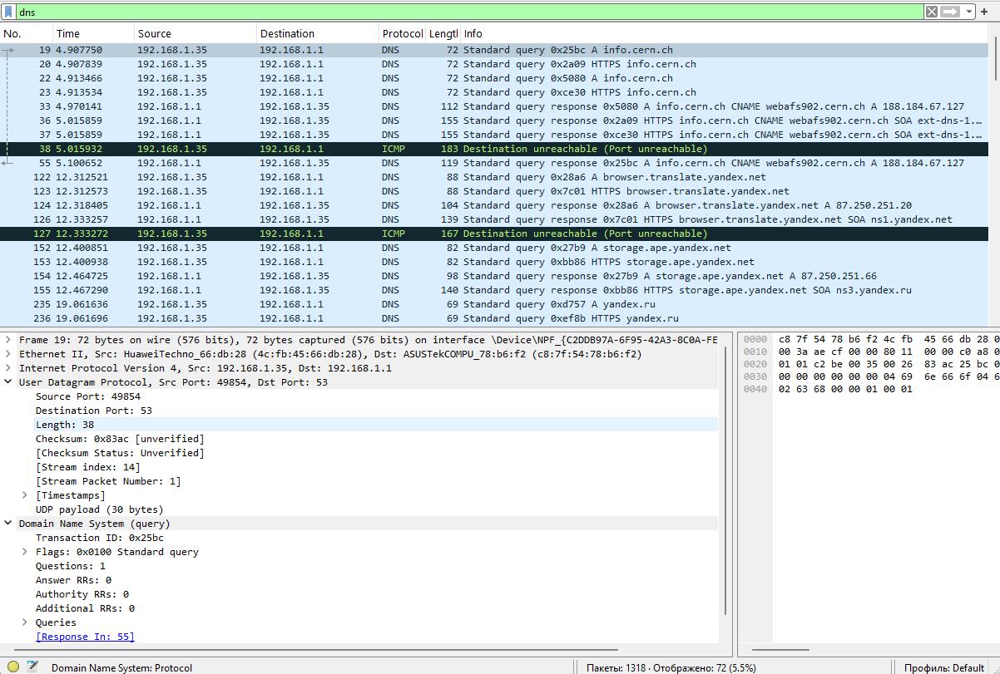 dns
No. Time Source Destination Protocol Lengtl Info
19 4.907750 192.168.1.35 192.168.1.1 DNS 72 Standard query 0x25bc A info.cern.ch
20 4.907839 192.168.1.35 192.168.1.1 DNS 72 Standard query 0x2a09 HTTPS info.cern.ch
22 4.913466 192.168.1.35 192.168.1.1 DNS 72 Standard query 0x5080 A info.cern.ch
23 4.913534 192.168.1.35 192.168.1.1 DNS 72 Standard query 0xce30 HTTPS info.cern.ch
33 4.970141 192.168.1.1 192.168.1.35 DNS 112 Standard query response 0x5080 A info.cern.ch CNAME webafs902.cern.ch A 188.184.67.127
36 5.015859 192.168.1.1 192.168.1.35 DNS 155 Standard query response 0x2a09 HTTPS info.cern.ch CNAME webafs902.cern.ch SOA ext-dns-1.…
37 5.015859 192.168.1.1 192.168.1.35 DNS 155 Standard query response 0xce30 HTTPS info.cern.ch CNAME webafs902.cern.ch SOA ext-dns-1.…
38 5.015932 192.168.1.35 192.168.1.1 ICMP 183 Destination unreachable (Port unreachable)
55 5.100652 192.168.1.1 192.168.1.35 DNS 119 Standard query response 0x25bc A info.cern.ch CNAME webafs902.cern.ch A 188.184.67.127
122 12.312521 192.168.1.35 192.168.1.1 DNS 88 Standard query 0x28a6 A browser.translate.yandex.net
123 12.312573 192.168.1.35 192.168.1.1 DNS 88 Standard query 0x7c01 HTTPS browser.translate.yandex.net
124 12.318405 192.168.1.1 192.168.1.35 DNS 104 Standard query response 0x28a6 A browser.translate.yandex.net A 87.250.251.20
126 12.333257 192.168.1.1 192.168.1.35 DNS 139 Standard query response 0x7c01 HTTPS browser.translate.yandex.net SOA ns1.yandex.net
127 12.333272 192.168.1.35 192.168.1.1 ICMP 167 Destination unreachable (Port unreachable)
152 12.400851 192.168.1.35 192.168.1.1 DNS 82 Standard query 0x27b9 A storage.ape.yandex.net
153 12.400938 192.168.1.35 192.168.1.1 DNS 82 Standard query 0xbb86 HTTPS storage.ape.yandex.net
154 12.464725 192.168.1.1 192.168.1.35 DNS 98 Standard query response 0x27b9 A storage.ape.yandex.net A 87.250.251.66
155 12.467290 192.168.1.1 192.168.1.35 DNS 140 Standard query response 0xbb86 HTTPS storage.ape.yandex.net SOA ns3.yandex.ru
235 19.061636 192.168.1.35 192.168.1.1 DNS 69 Standard query 0xd757 A yandex.ru
236 19.061696 192.168.1.35 192.168.1.1 DNS 69 Standard query 0xef8b HTTPS yandex.ru
Frame 19: 72 bytes on wire (576 bits), 72 bytes captured (576 bits) on interface \Device\NPF_{C2DDB97A-6F95-42A3-8C0A-FE
Ethernet II, Src: HuaweiTechno_66:db:28 (4c:fb:45:66:db:28), Dst: ASUSTekCOMPU_78:b6:f2 (c8:7f:54:78:b6:f2)
Internet Protocol Version 4, Src: 192.168.1.35, Dst: 192.168.1.1
User Datagram Protocol, Src Port: 49854, Dst Port: 53
Source Port: 49854
Destination Port: 53
Length: 38
Checksum: 0x83ac [unverified]
[Checksum Status: Unverified]
[Stream index: 14]
[Stream Packet Number: 1]
[Timestamps]
UDP payload (30 bytes)
Domain Name System (query)
Transaction ID: 0x25bc
Flags: 0x0100 Standard query
Questions: 1
Answer RRs: 0
Authority RRs: 0
Additional RRs: 0
Queries
[Response In: 55]
0000 c8 7f 54 78 b6 f2 4c fb 45 66 db 28 0
0010 00 3a ae cf 00 00 80 11 00 00 c0 a8 0
0020 01 01 c2 be 00 35 00 26 83 ac 25 bc 0
0030 00 00 00 00 00 00 04 69 6e 66 6f 04 6
0040 02 63 68 00 00 01 00 01
Domain Name System: Protocol
Пакеты: 1318 · Отображено: 72 (5.5%)
Профиль: Default